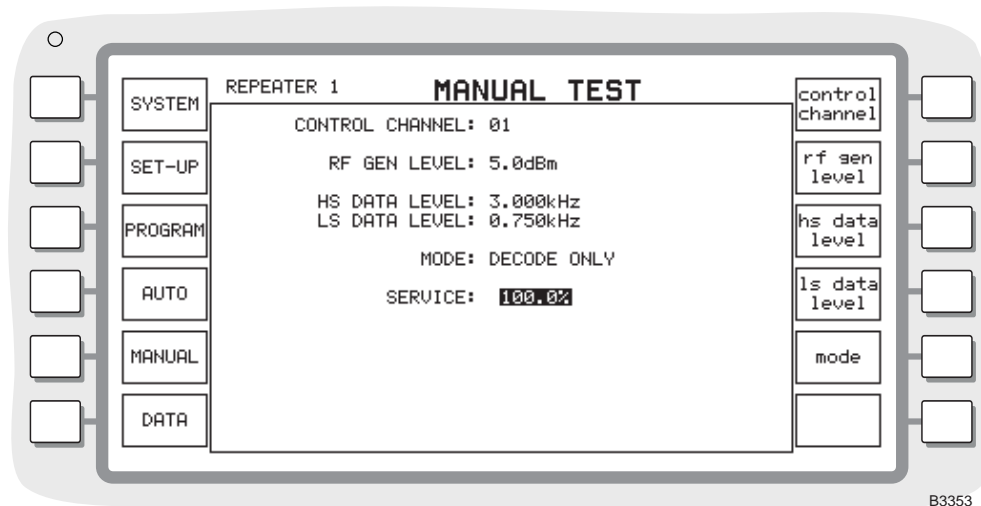 SYSTEM
SET-UP
PROGRAM
AUTO
MANUAL
DATA
REPEATER 1
MANUAL TEST
CONTROL CHANNEL: 01
RF GEN LEVEL: 5.0dBm
HS DATA LEVEL: 3.000kHz
LS DATA LEVEL: 0.750kHz
MODE: DECODE ONLY
SERVICE: 100.0%
control
channel
rf gen
level
hs data
level
ls data
level
mode
B3353